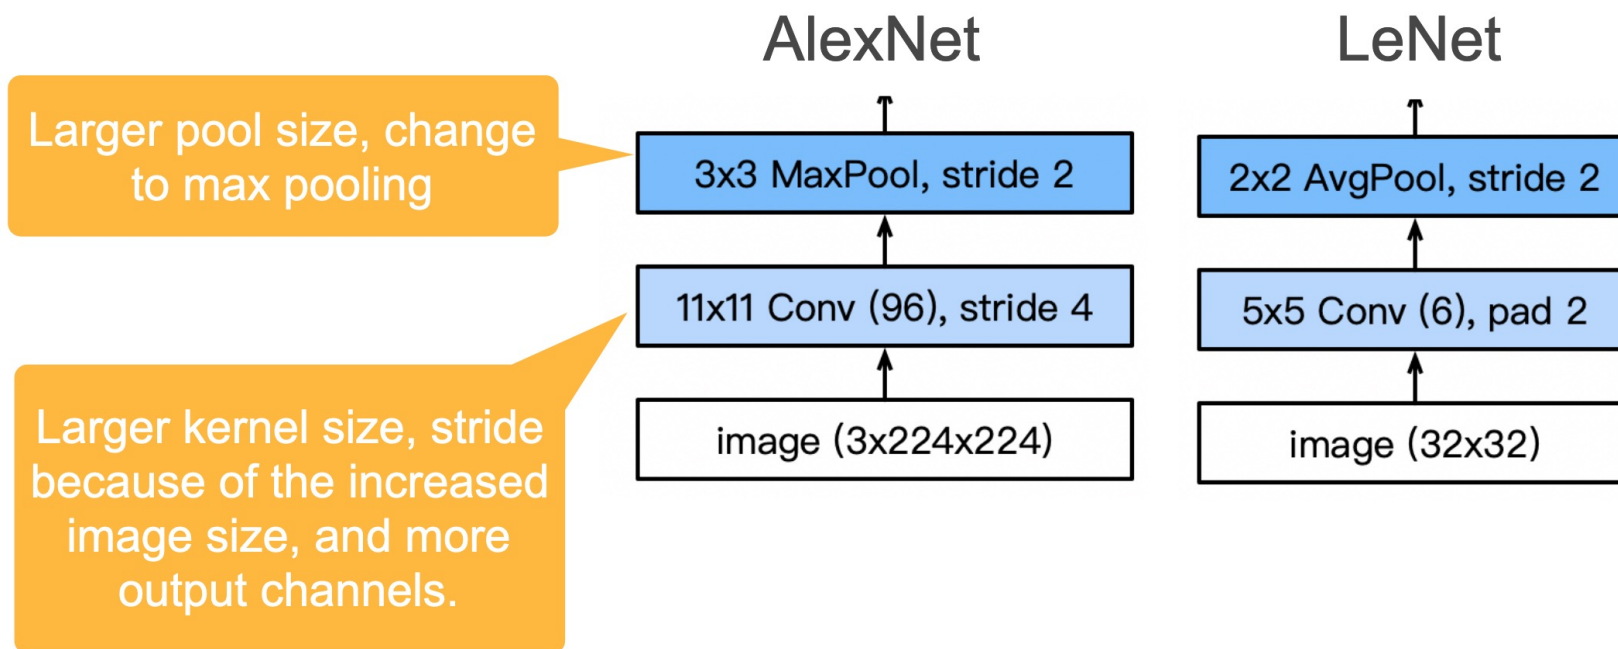 AlexNet
LeNet
Larger pool size, change
to max pooling
3x3 MaxPool, stride 2
2x2 AvgPool, stride 2
11x11 Conv (96), stride 4
5x5 Conv (6), pad 2
Larger kernel size, stride
because of the increased
image size, and more
output channels.
image (3x224x224)
image (32x32)